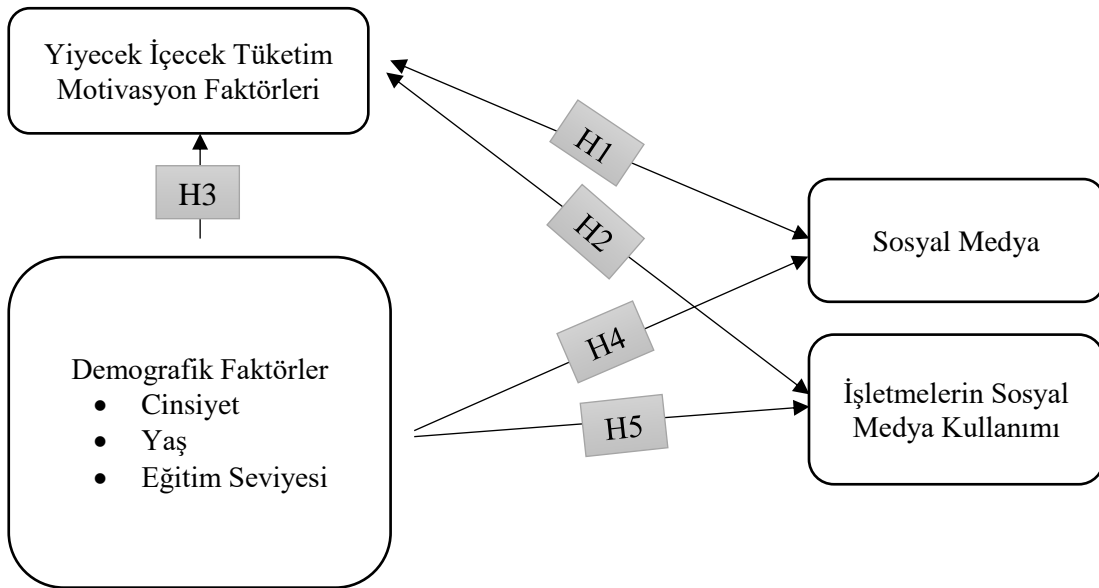 Yiyecek İçecek Tüketim
Motivasyon Faktörleri
H1
H3
H2
Sosyal Medya
H4
Demografik Faktörler
• Cinsiyet
• Yaş
• Eğitim Seviyesi
H5
İşletmelerin Sosyal
Medya Kullanımı